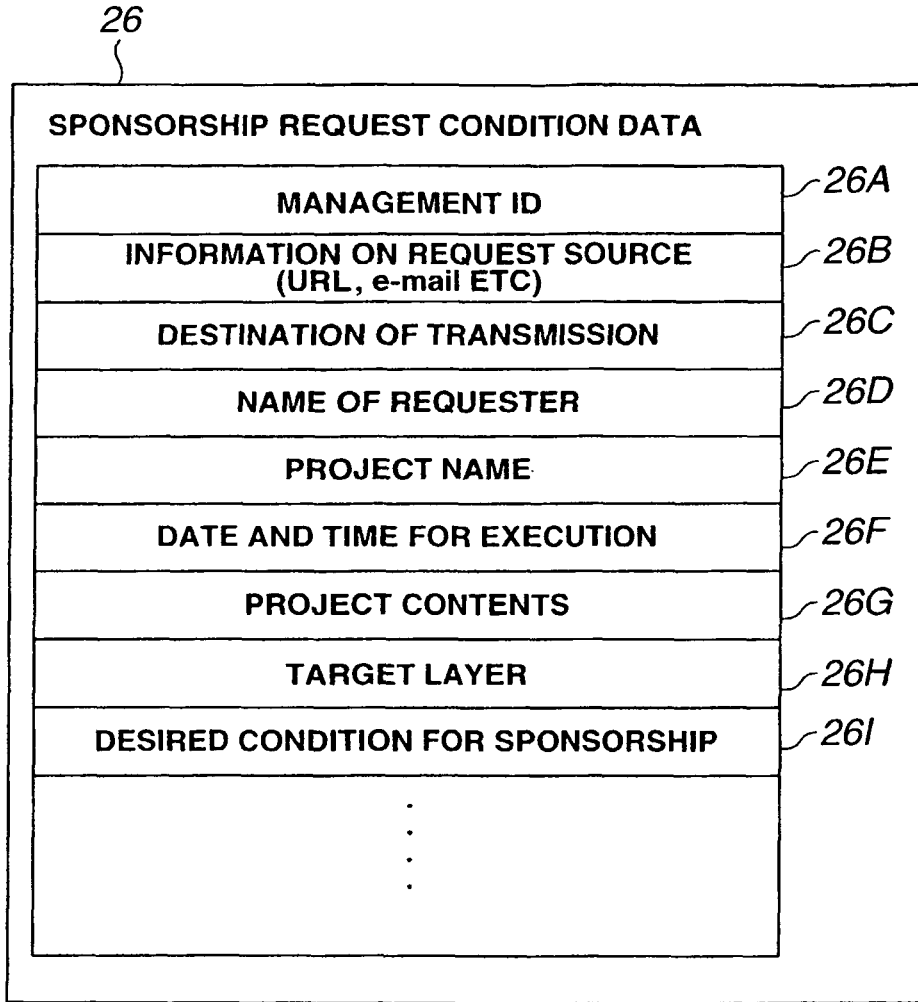 26
SPONSORSHIP REQUEST CONDITION DATA
MANAGEMENT ID
26A
INFORMATION ON REQUEST SOURCE
(URL, e-mail ETC)
26B
DESTINATION OF TRANSMISSION
26C
NAME OF REQUESTER
26D
PROJECT NAME
26E
DATE AND TIME FOR EXECUTION
26F
PROJECT CONTENTS
26G
TARGET LAYER
26H
DESIRED CONDITION FOR SPONSORSHIP
26I